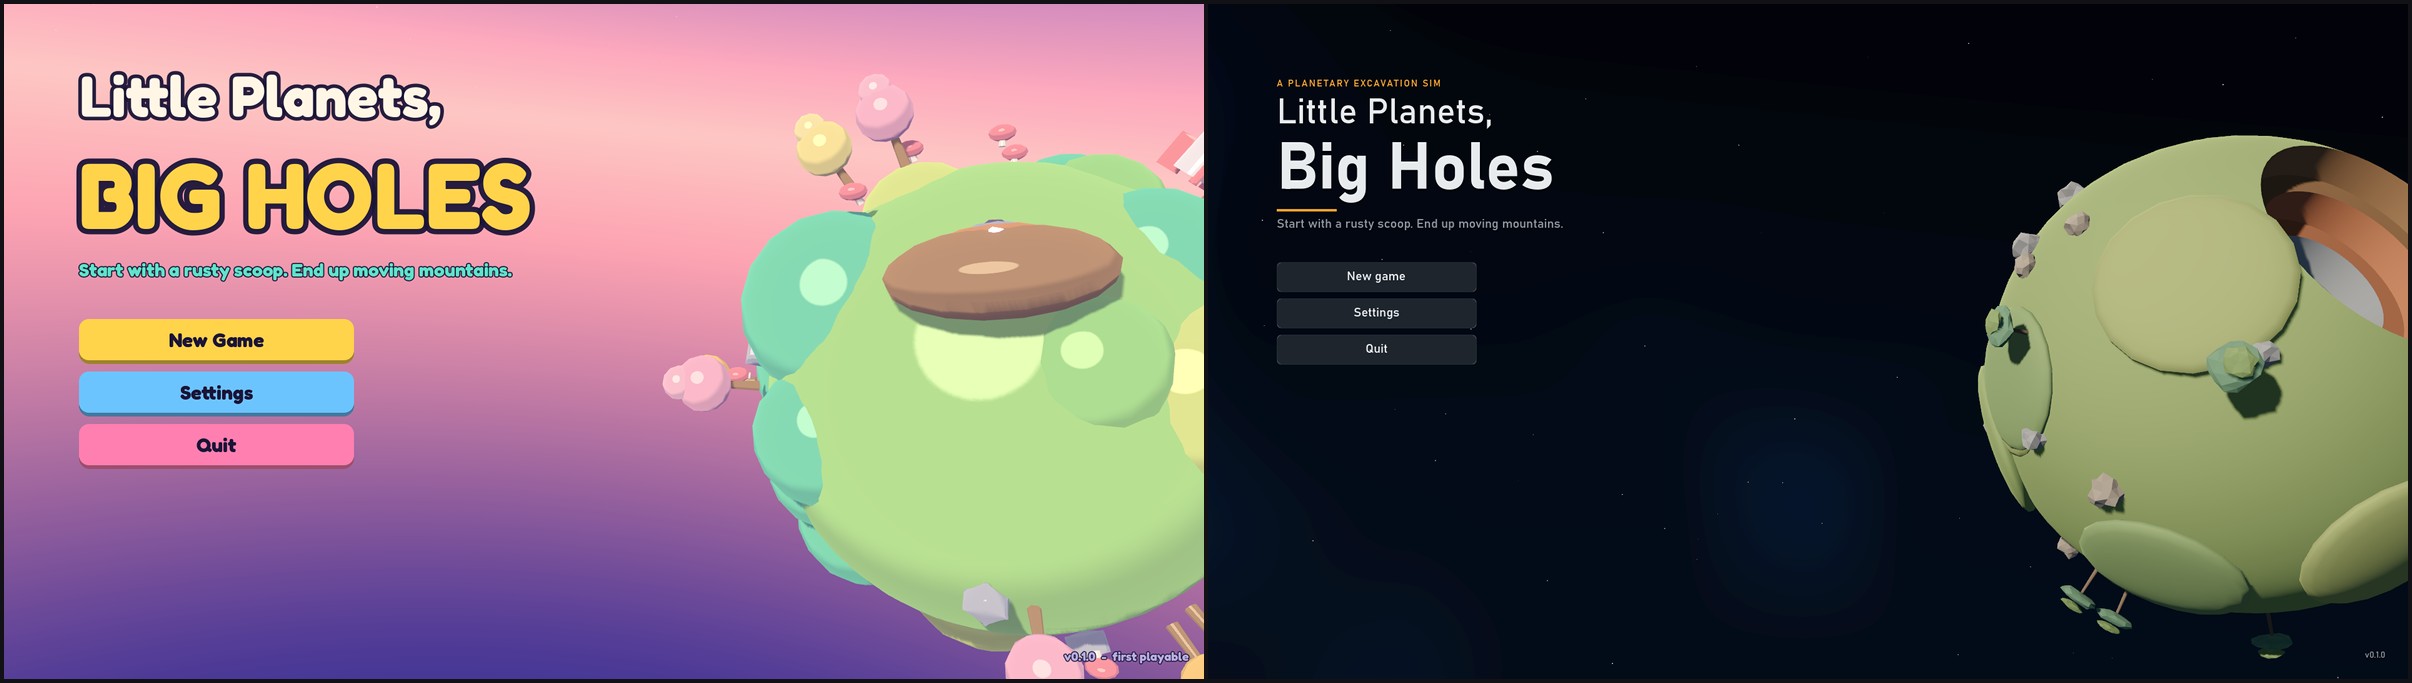 Little Planets,
BIG HOLES
Start with a rusty scoop. End up moving mountains.
New Game
Settings
Quit
v0.1.0 - first playable
A PLANETARY EXCAVATION SIM
Little Planets,
Big Holes
Start with a rusty scoop. End up moving mountains.
New game
Settings
Quit
v0.1.0